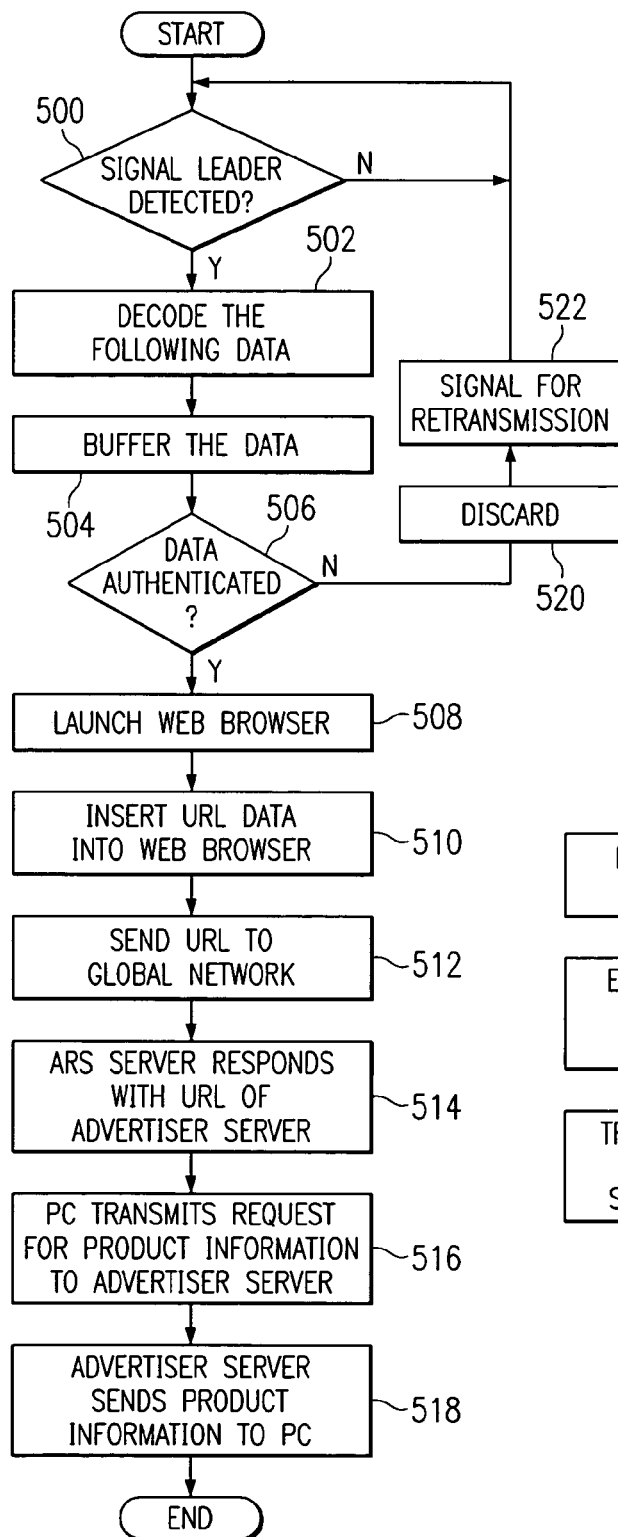 START
500
SIGNAL LEADER
DETECTED?
N
Y
502
DECODE THE
FOLLOWING DATA
522
SIGNAL FOR
RETRANSMISSION
BUFFER THE DATA
504
DISCARD
520
506
DATA
AUTHENTICATED
?
N
Y
LAUNCH WEB BROWSER
508
INSERT URL DATA
INTO WEB BROWSER
510
SEND URL TO
GLOBAL NETWORK
512
ARS SERVER RESPONDS
WITH URL OF
ADVERTISER SERVER
514
PC TRANSMITS REQUEST
FOR PRODUCT INFORMATION
TO ADVERTISER SERVER
516
ADVERTISER SERVER
SENDS PRODUCT
INFORMATION TO PC
518
END